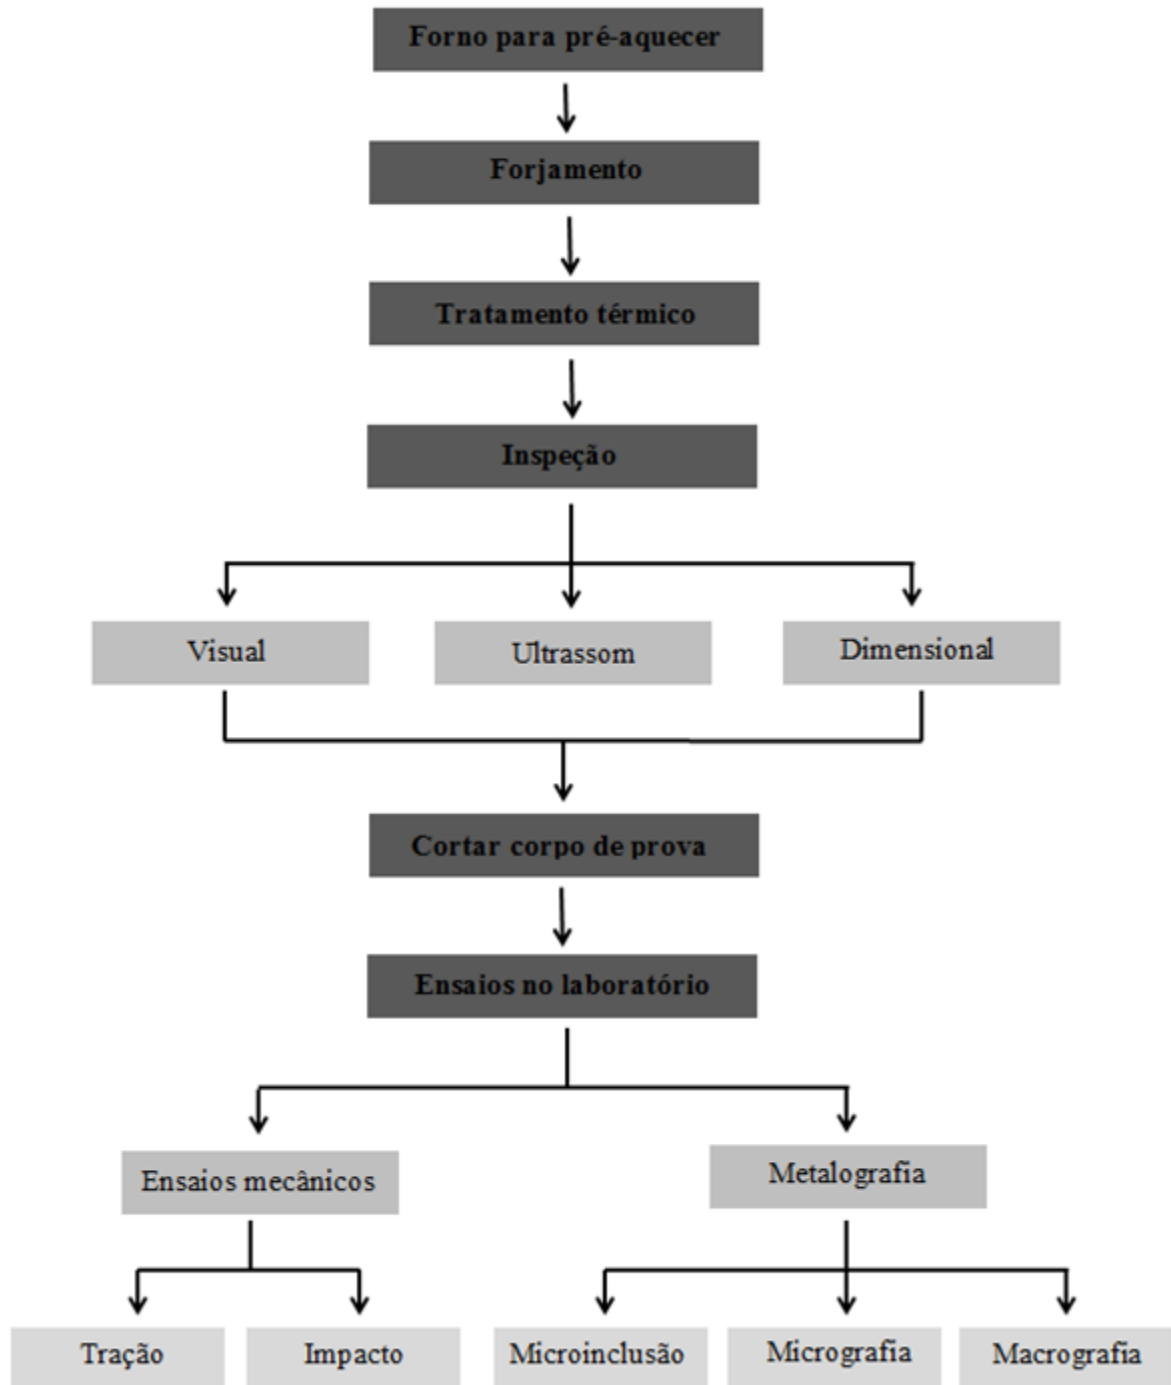 Forno para pré-aquecer
Forjamento
Tratamento térmico
Inspeção
Visual
Ultrassom
Dimensional
Cortar corpo de prova
Ensaios no laboratório
Ensaios mecânicos
Metalografia
Tração
Impacto
Microinclusão
Micrografia
Macrografia